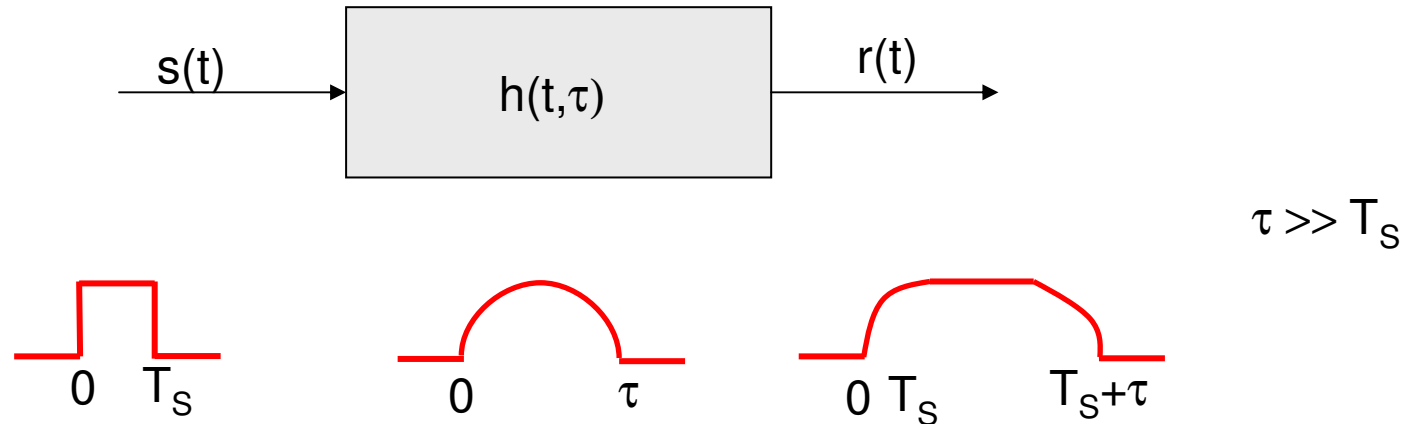 s(t)
h(t,τ)
r(t)
τ >> T_S
0 T_S
0 τ
0 T_S T_S+τ